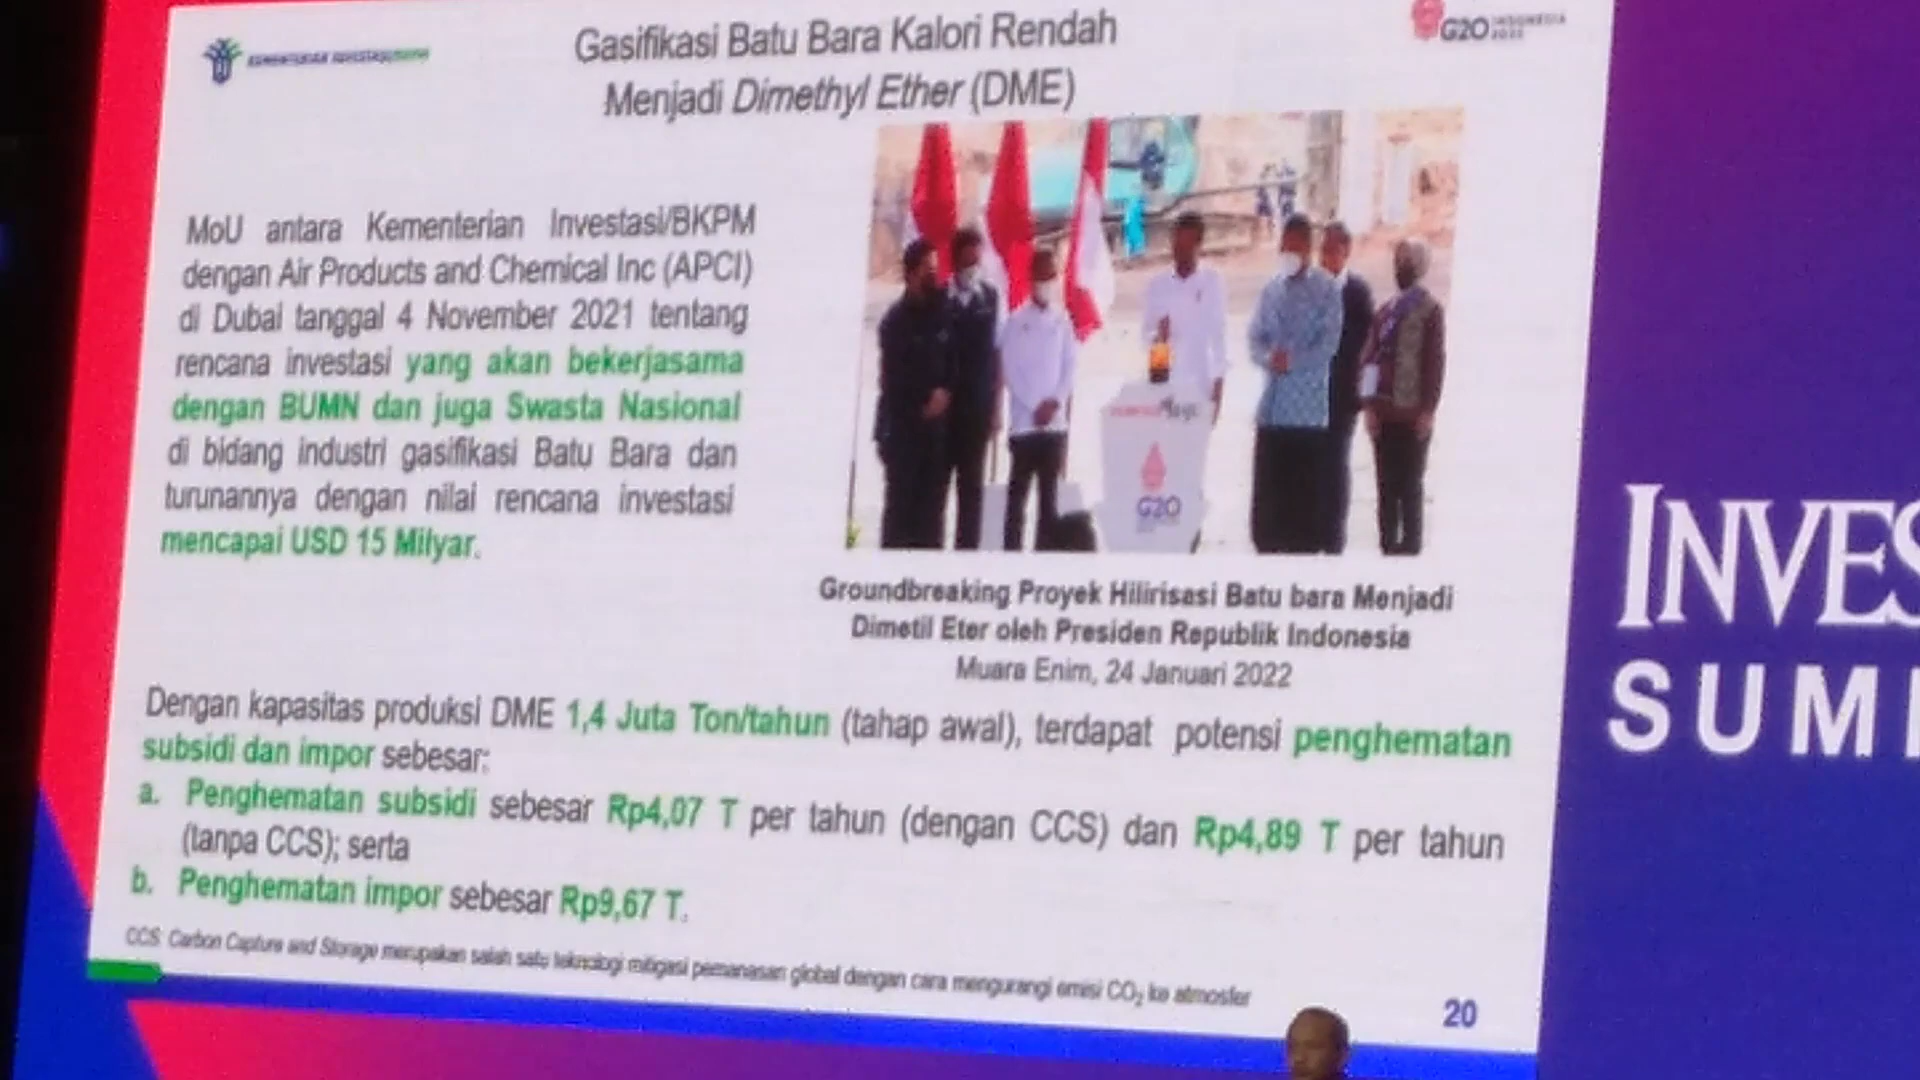 KEMENTERIAN INVESTASI/BKPM
Gasifikasi Batu Bara Kalori Rendah
Menjadi Dimethyl Ether (DME)
G20 INDONESIA
2022
MoU antara Kementerian Investasi/BKPM
dengan Air Products and Chemical Inc (APCI)
di Dubai tanggal 4 November 2021 tentang
rencana investasi yang akan bekerjasama
dengan BUMN dan juga Swasta Nasional
di bidang industri gasifikasi Batu Bara dan
turunannya dengan nilai rencana investasi
mencapai USD 15 Milyar.
G20
Groundbreaking Proyek Hilirisasi Batu bara Menjadi
Dimetil Eter oleh Presiden Republik Indonesia
Muara Enim, 24 Januari 2022
Dengan kapasitas produksi DME 1,4 Juta Ton/tahun (tahap awal), terdapat potensi penghematan
subsidi dan impor sebesar:
a. Penghematan subsidi sebesar Rp4,07 T per tahun (dengan CCS) dan Rp4,89 T per tahun
(tanpa CCS); serta
b. Penghematan impor sebesar Rp9,67 T.
CCS: Carbon Capture and Storage merupakan salah satu teknologi mitigasi pemanasan global dengan cara mengurangi emisi CO₂ ke atmosfer
20
INVES
SUM